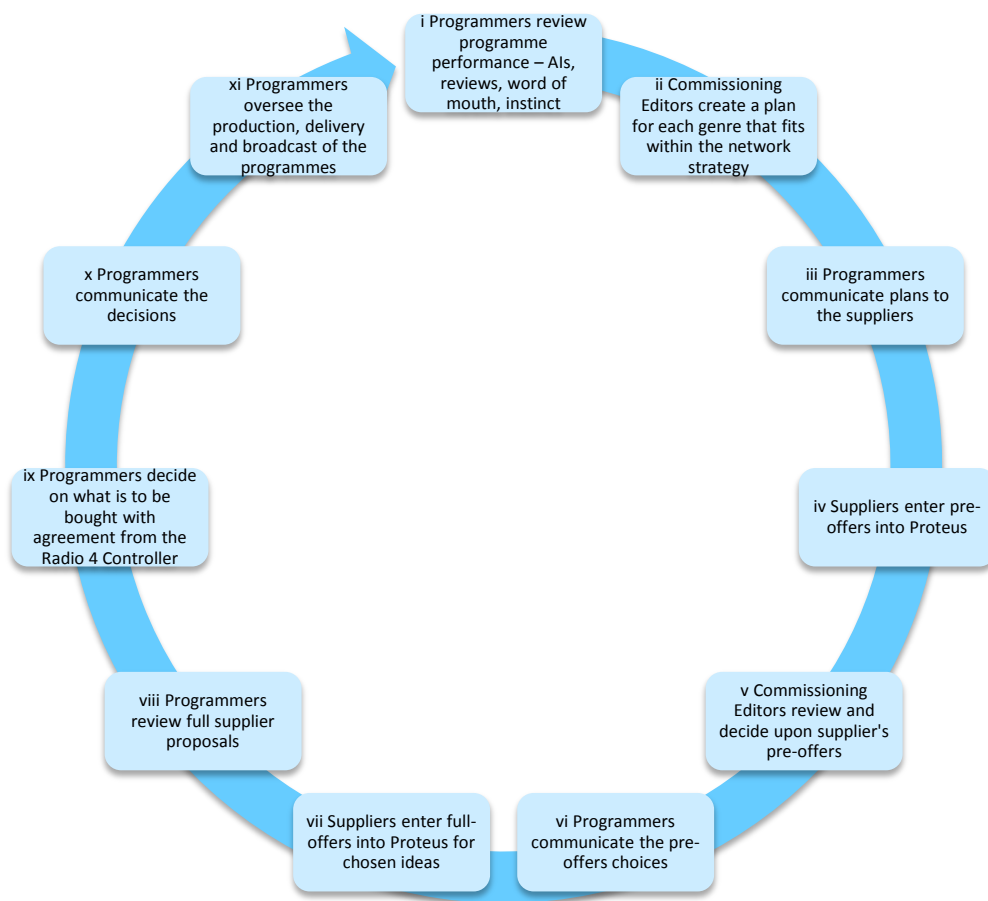 i Programmers review
programme
performance – AIs,
reviews, word of
mouth, instinct
ii Commissioning
Editors create a plan
for each genre that fits
within the network
strategy
iii Programmers
communicate plans to
the suppliers
iv Suppliers enter pre-
offers into Proteus
v Commissioning
Editors review and
decide upon supplier's
pre-offers
vi Programmers
communicate the pre-
offers choices
vii Suppliers enter full-
offers into Proteus for
chosen ideas
viii Programmers
review full supplier
proposals
ix Programmers decide
on what is to be
bought with
agreement from the
Radio 4 Controller
x Programmers
communicate the
decisions
xi Programmers
oversee the
production, delivery
and broadcast of the
programmes